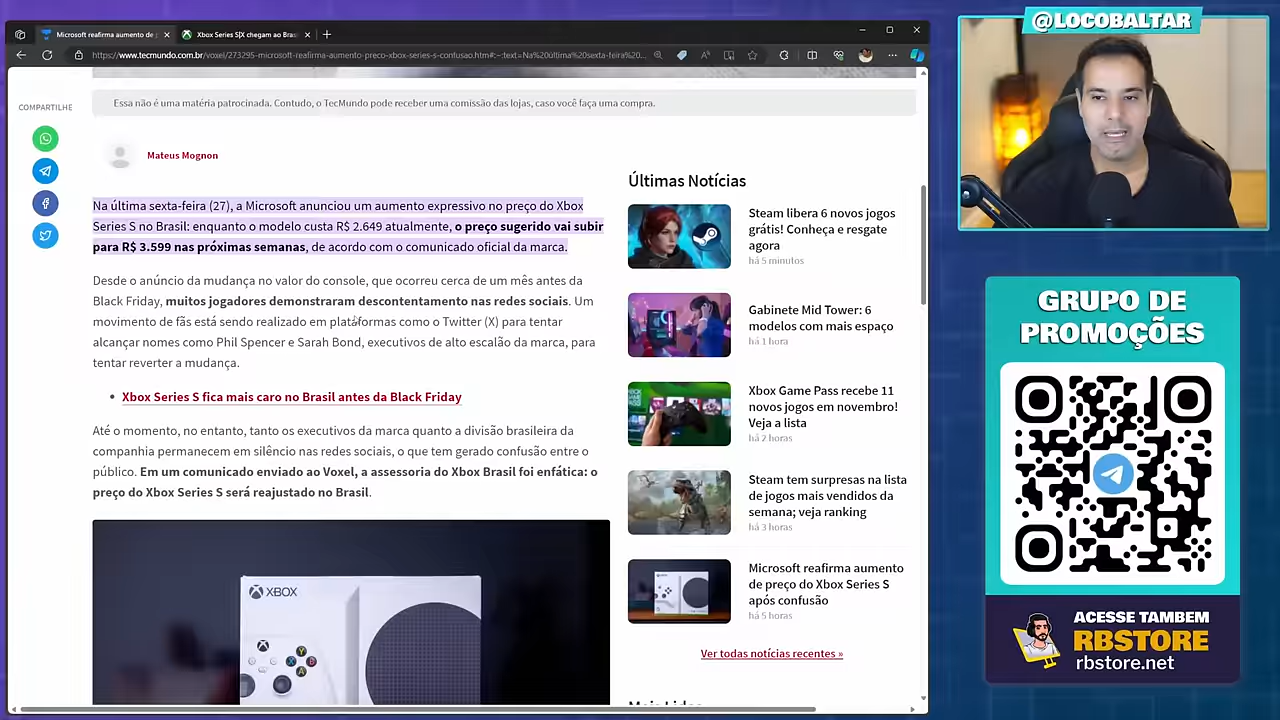 @LOCOBALTAR
Microsoft reafirma aumento de
Xbox Series S|X chegam ao Bras
https://www.tecmundo.com.br/voxel/273295-microsoft-reafirma-aumento-preco-xbox-series-s-confusao.htm#:~:text=Na%20última%20sexta-feira%20...
Essa não é uma matéria patrocinada. Contudo, o TecMundo pode receber uma comissão das lojas, caso você faça uma compra.
COMPARTILHE
Mateus Mognon
Na última sexta-feira (27), a Microsoft anunciou um aumento expressivo no preço do Xbox
Series S no Brasil: enquanto o modelo custa R$ 2.649 atualmente, o preço sugerido vai subir
para R$ 3.599 nas próximas semanas, de acordo com o comunicado oficial da marca.
Desde o anúncio da mudança no valor do console, que ocorreu cerca de um mês antes da
Black Friday, muitos jogadores demonstraram descontentamento nas redes sociais. Um
movimento de fãs está sendo realizado em plataformas como o Twitter (X) para tentar
alcançar nomes como Phil Spencer e Sarah Bond, executivos de alto escalão da marca, para
tentar reverter a mudança.
• Xbox Series S fica mais caro no Brasil antes da Black Friday
Até o momento, no entanto, tanto os executivos da marca quanto a divisão brasileira da
companhia permanecem em silêncio nas redes sociais, o que tem gerado confusão entre o
público. Em um comunicado enviado ao Voxel, a assessoria do Xbox Brasil foi enfática: o
preço do Xbox Series S será reajustado no Brasil.
XBOX
Últimas Notícias
Steam libera 6 novos jogos
grátis! Conheça e resgate
agora
há 5 minutos
Gabinete Mid Tower: 6
modelos com mais espaço
há 1 hora
Xbox Game Pass recebe 11
novos jogos em novembro!
Veja a lista
há 2 horas
Steam tem surpresas na lista
de jogos mais vendidos da
semana; veja ranking
há 3 horas
Microsoft reafirma aumento
de preço do Xbox Series S
após confusão
há 5 horas
Ver todas notícias recentes »
Mais Lidas
GRUPO DE
PROMOÇÕES
ACESSE TAMBEM
RBSTORE
rbstore.net